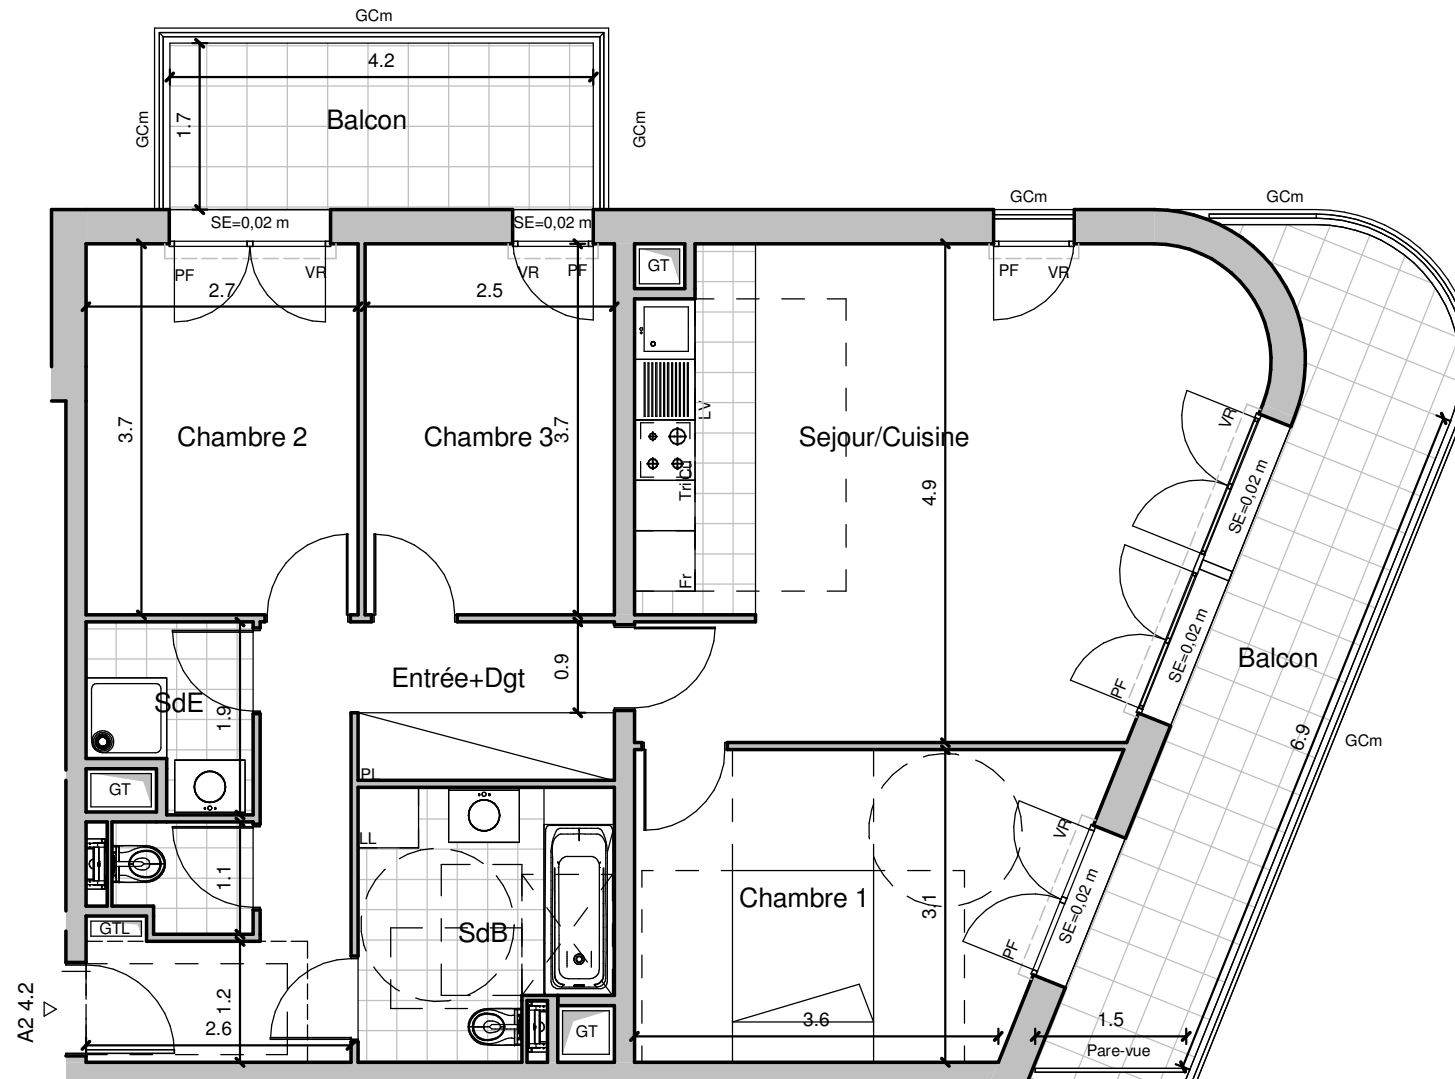 GCm
4.2
1.7
Balcon
GCm
GCm
SE=0,02 m
SE=0,02 m
GCm
GCm
PF
VR
VR
PF
GT
PF
VR
2.7
2.5
3.7
Chambre 2
Chambre 3
3.7
LV
Sejour/Cuisine
VR
4.9
Tri
Cu
SE=0,02 m
Fr
SE=0,02 m
PF
Balcon
0.9
Entrée+Dgt
SdE
1.9
6.9
GCm
PL
GT
LL
VR
1.1
Chambre 1
3.1
SE=0,02 m
GTL
SdB
PF
A2 4.2
1.2
2.6
GT
3.6
1.5
Pare-vue